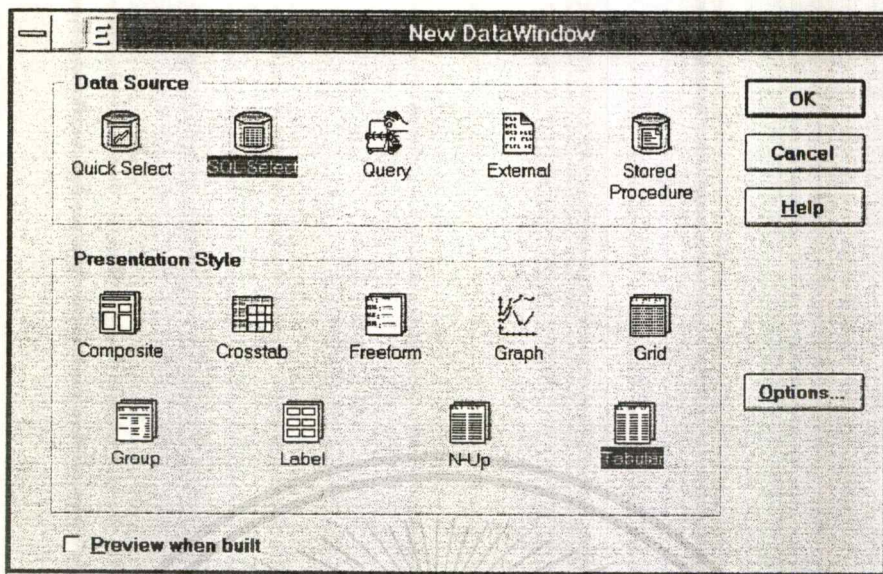 New DataWindow
Data Source
OK
Quick Select
SQL Select
Query
External
Stored Procedure
Cancel
Help
Presentation Style
Composite
Crosstab
Freeform
Graph
Grid
Options...
Group
Label
N-Up
Tabular
Preview when built